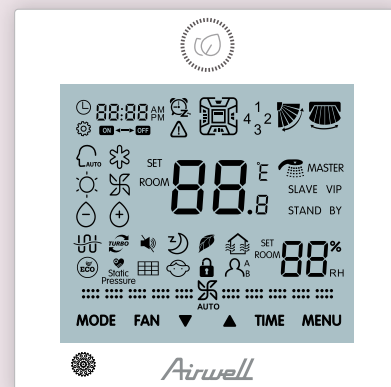 88:88 AM PM
ON OFF
1
4 2
3
AUTO
SET
ROOM
88.8 °C
MASTER
SLAVE VIP
STAND BY
TURBO
ECO
Static
Pressure
A
B
SET
ROOM
88%
RH
AUTO
MODE FAN ▼ ▲ TIME MENU
Airwell